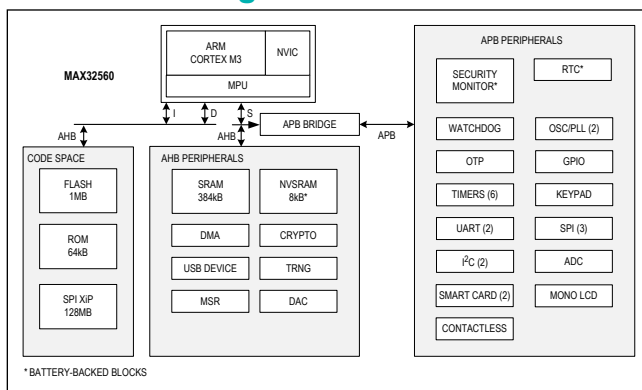 MAX32560
ARM
CORTEX M3
NVIC
MPU
I
D
S
AHB
AHB
APB BRIDGE
APB
CODE SPACE
FLASH
1MB
ROM
64kB
SPI XiP
128MB
AHB PERIPHERALS
SRAM
384kB
NVSRAM
8kB*
DMA
CRYPTO
USB DEVICE
TRNG
MSR
DAC
APB PERIPHERALS
SECURITY
MONITOR*
RTC*
WATCHDOG
OSC/PLL (2)
OTP
GPIO
TIMERS (6)
KEYPAD
UART (2)
SPI (3)
I²C (2)
ADC
SMART CARD (2)
MONO LCD
CONTACTLESS
* BATTERY-BACKED BLOCKS